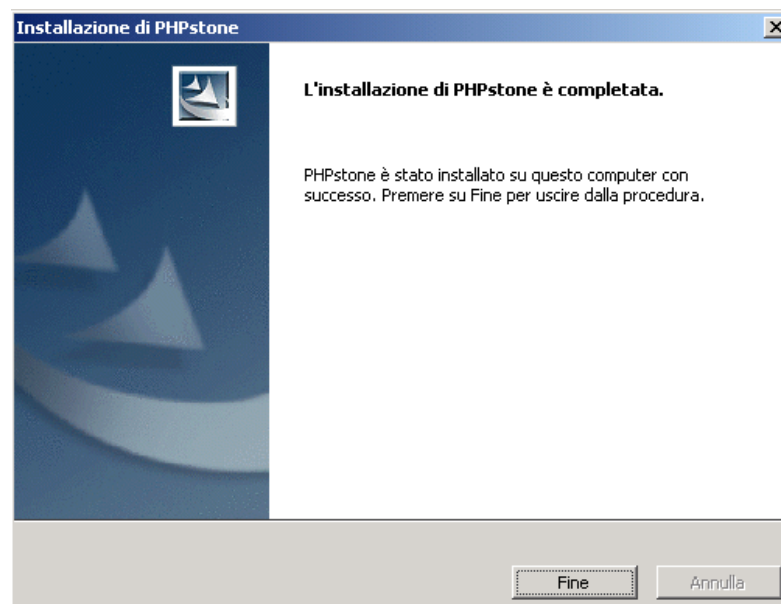 Installazione di PHPstone
L'installazione di PHPstone è completata.
PHPstone è stato installato su questo computer con
successo. Premere su Fine per uscire dalla procedura.
Fine
Annulla